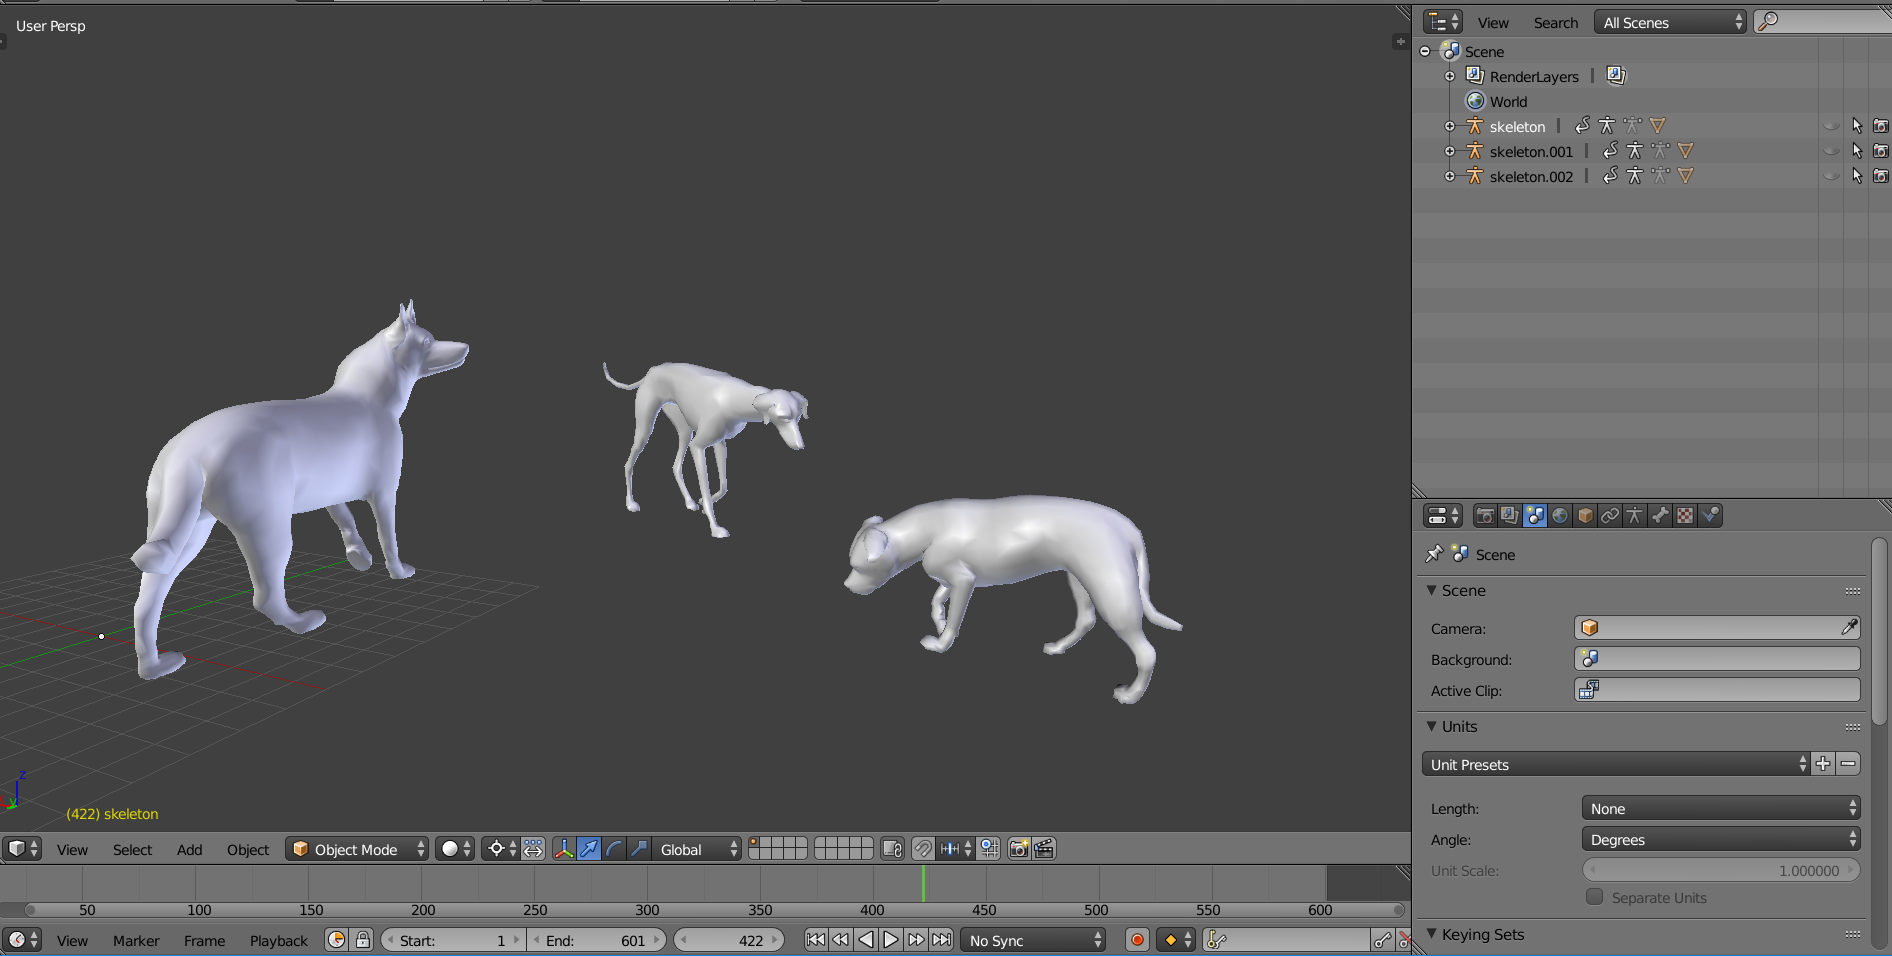 User Persp
View Search All Scenes
Scene
RenderLayers
World
skeleton
skeleton.001
skeleton.002
Scene
Scene
Camera:
Background:
Active Clip:
Units
Unit Presets
Length: None
Angle: Degrees
Unit Scale: 1.000000
Separate Units
Keying Sets
z
y
(422) skeleton
View Select Add Object Object Mode Global
50 100 150 200 250 300 350 400 450 500 550 600
View Marker Frame Playback Start: 1 End: 601 422 No Sync